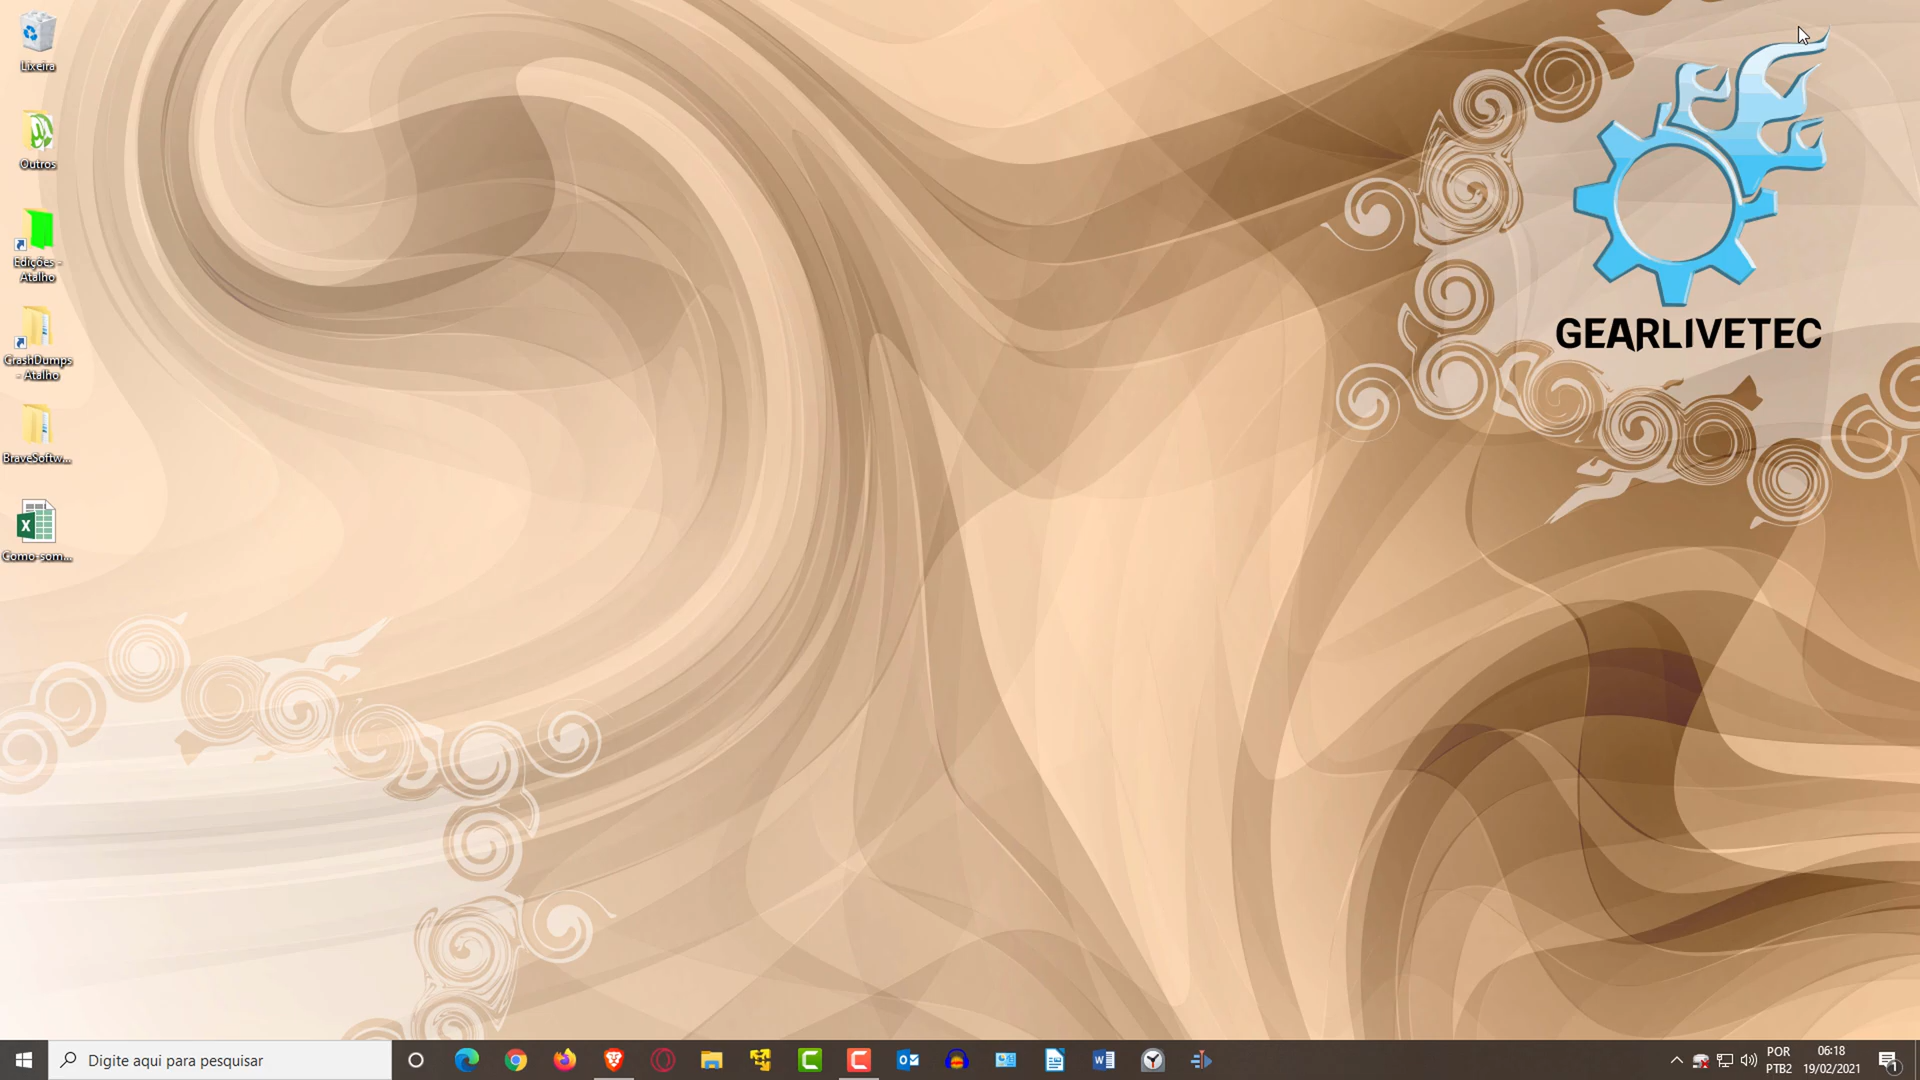 Lixeira
Outros
Edições -
Atalho
CrashDumps
- Atalho
BraveSoftw...
Como-som...
GEARLIVETEC
Digite aqui para pesquisar
POR
PTB2
06:18
19/02/2021
1